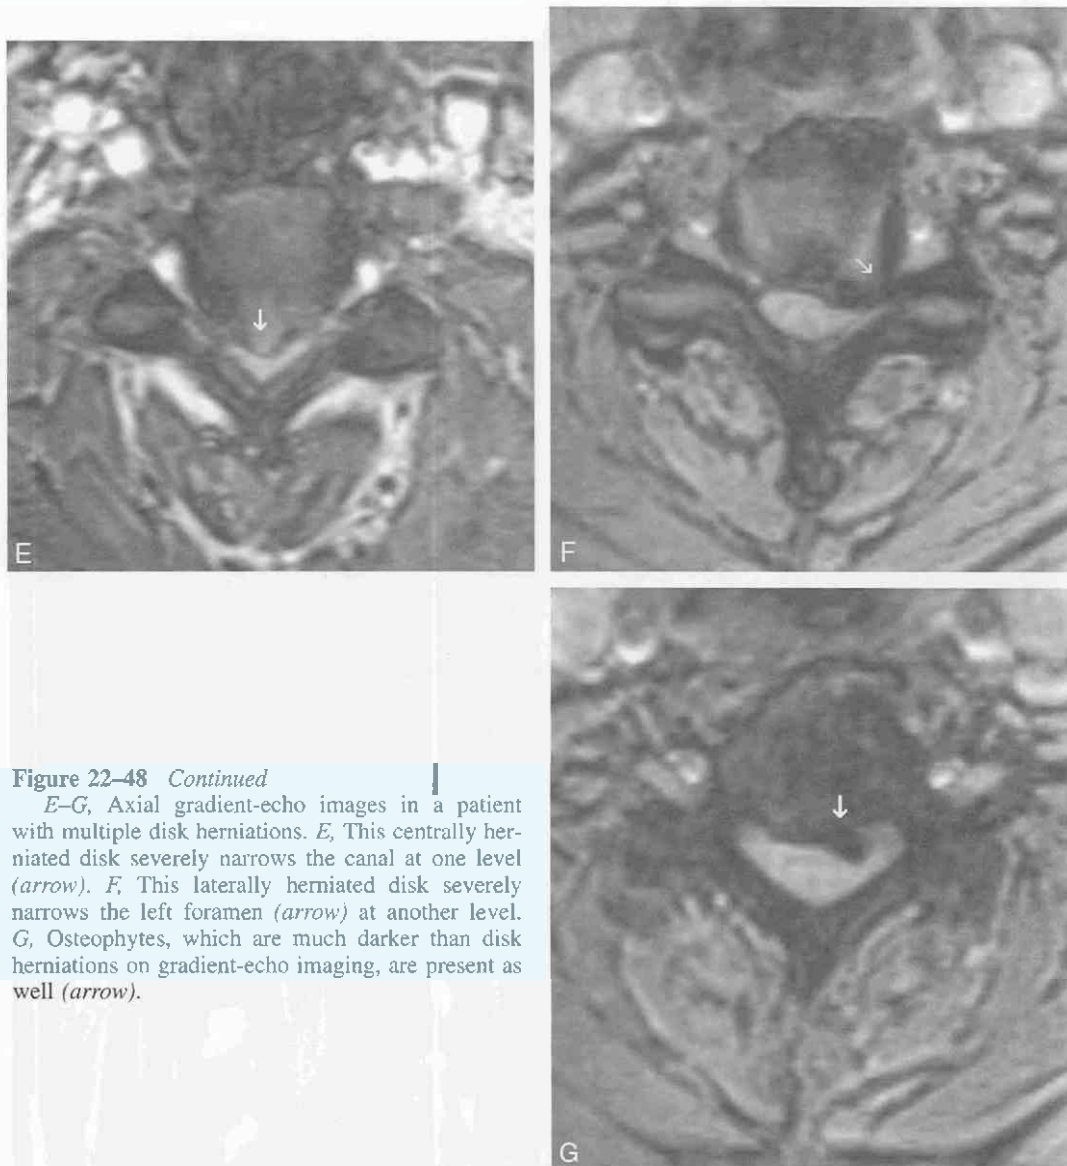 E
F
G
Figure 22–48 Continued
E–G, Axial gradient-echo images in a patient
with multiple disk herniations. E, This centrally her-
niated disk severely narrows the canal at one level
(arrow). F, This laterally herniated disk severely
narrows the left foramen (arrow) at another level.
G, Osteophytes, which are much darker than disk
herniations on gradient-echo imaging, are present as
well (arrow).